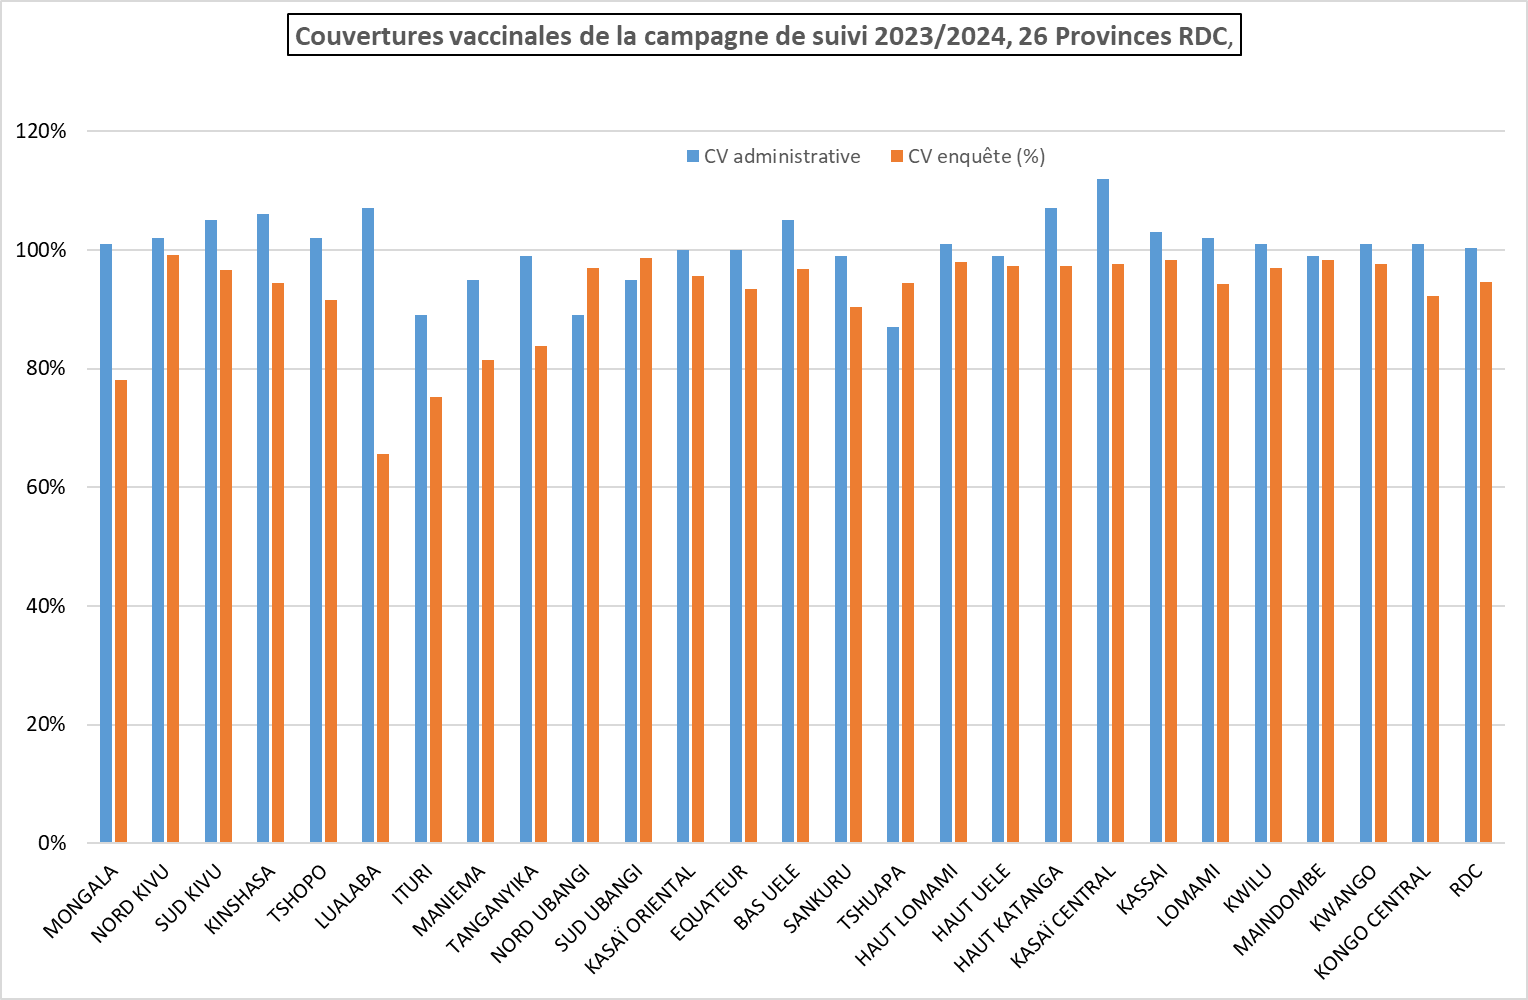 Couvertures vaccinales de la campagne de suivi 2023/2024, 26 Provinces RDC,
120%
CV administrative
CV enquête (%)
100%
80%
60%
40%
20%
0%
MONGALA
NORD KIVU
SUD KIVU
KINSHASA
TSHOPO
LUALABA
ITURI
MANIEMA
TANGANYIKA
NORD UBANGI
SUD UBANGI
KASAÏ ORIENTAL
EQUATEUR
BAS UELE
SANKURU
TSHUAPA
HAUT LOMAMI
HAUT UELE
HAUT KATANGA
KASAÏ CENTRAL
KASSAI
LOMAMI
KWILU
MAINDOMBE
KWANGO
KONGO CENTRAL
RDC